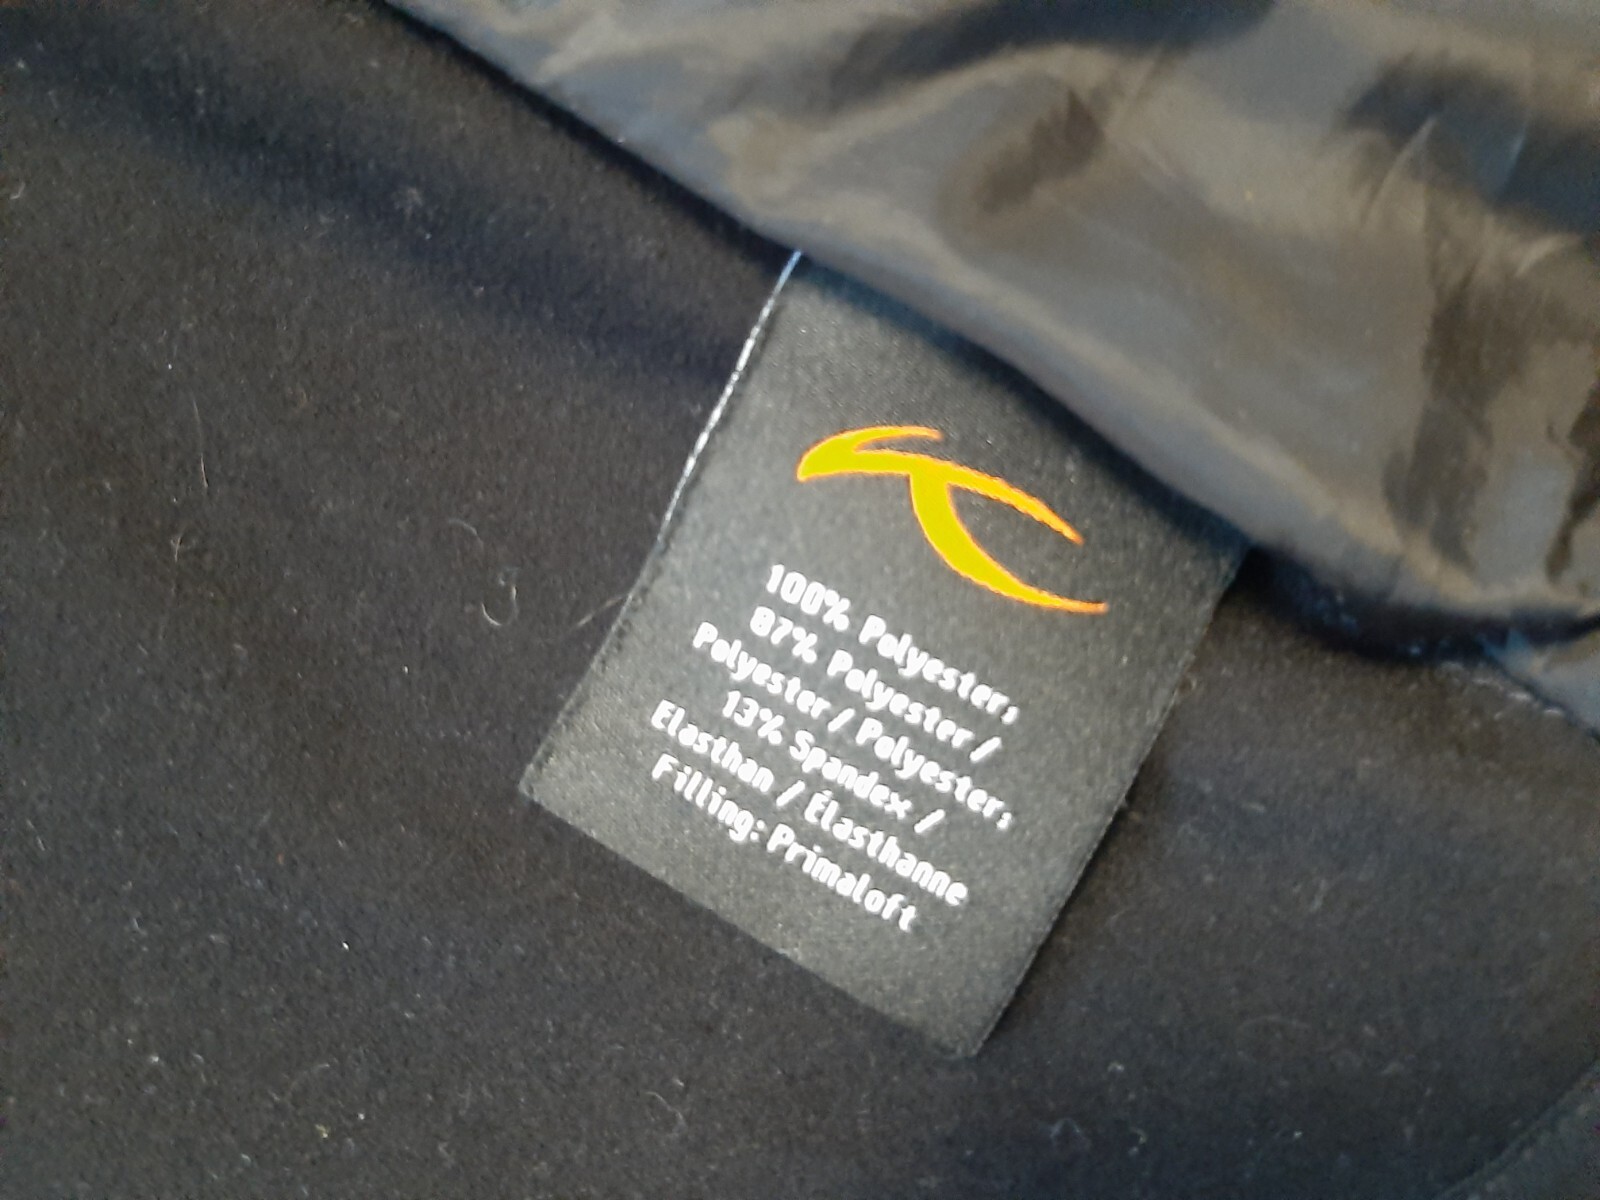 100% Polyester,
87% Polyester /
Polyester / Polyester,
13% Spandex /
Elasthan / Élasthanne
Filling: Primaloft